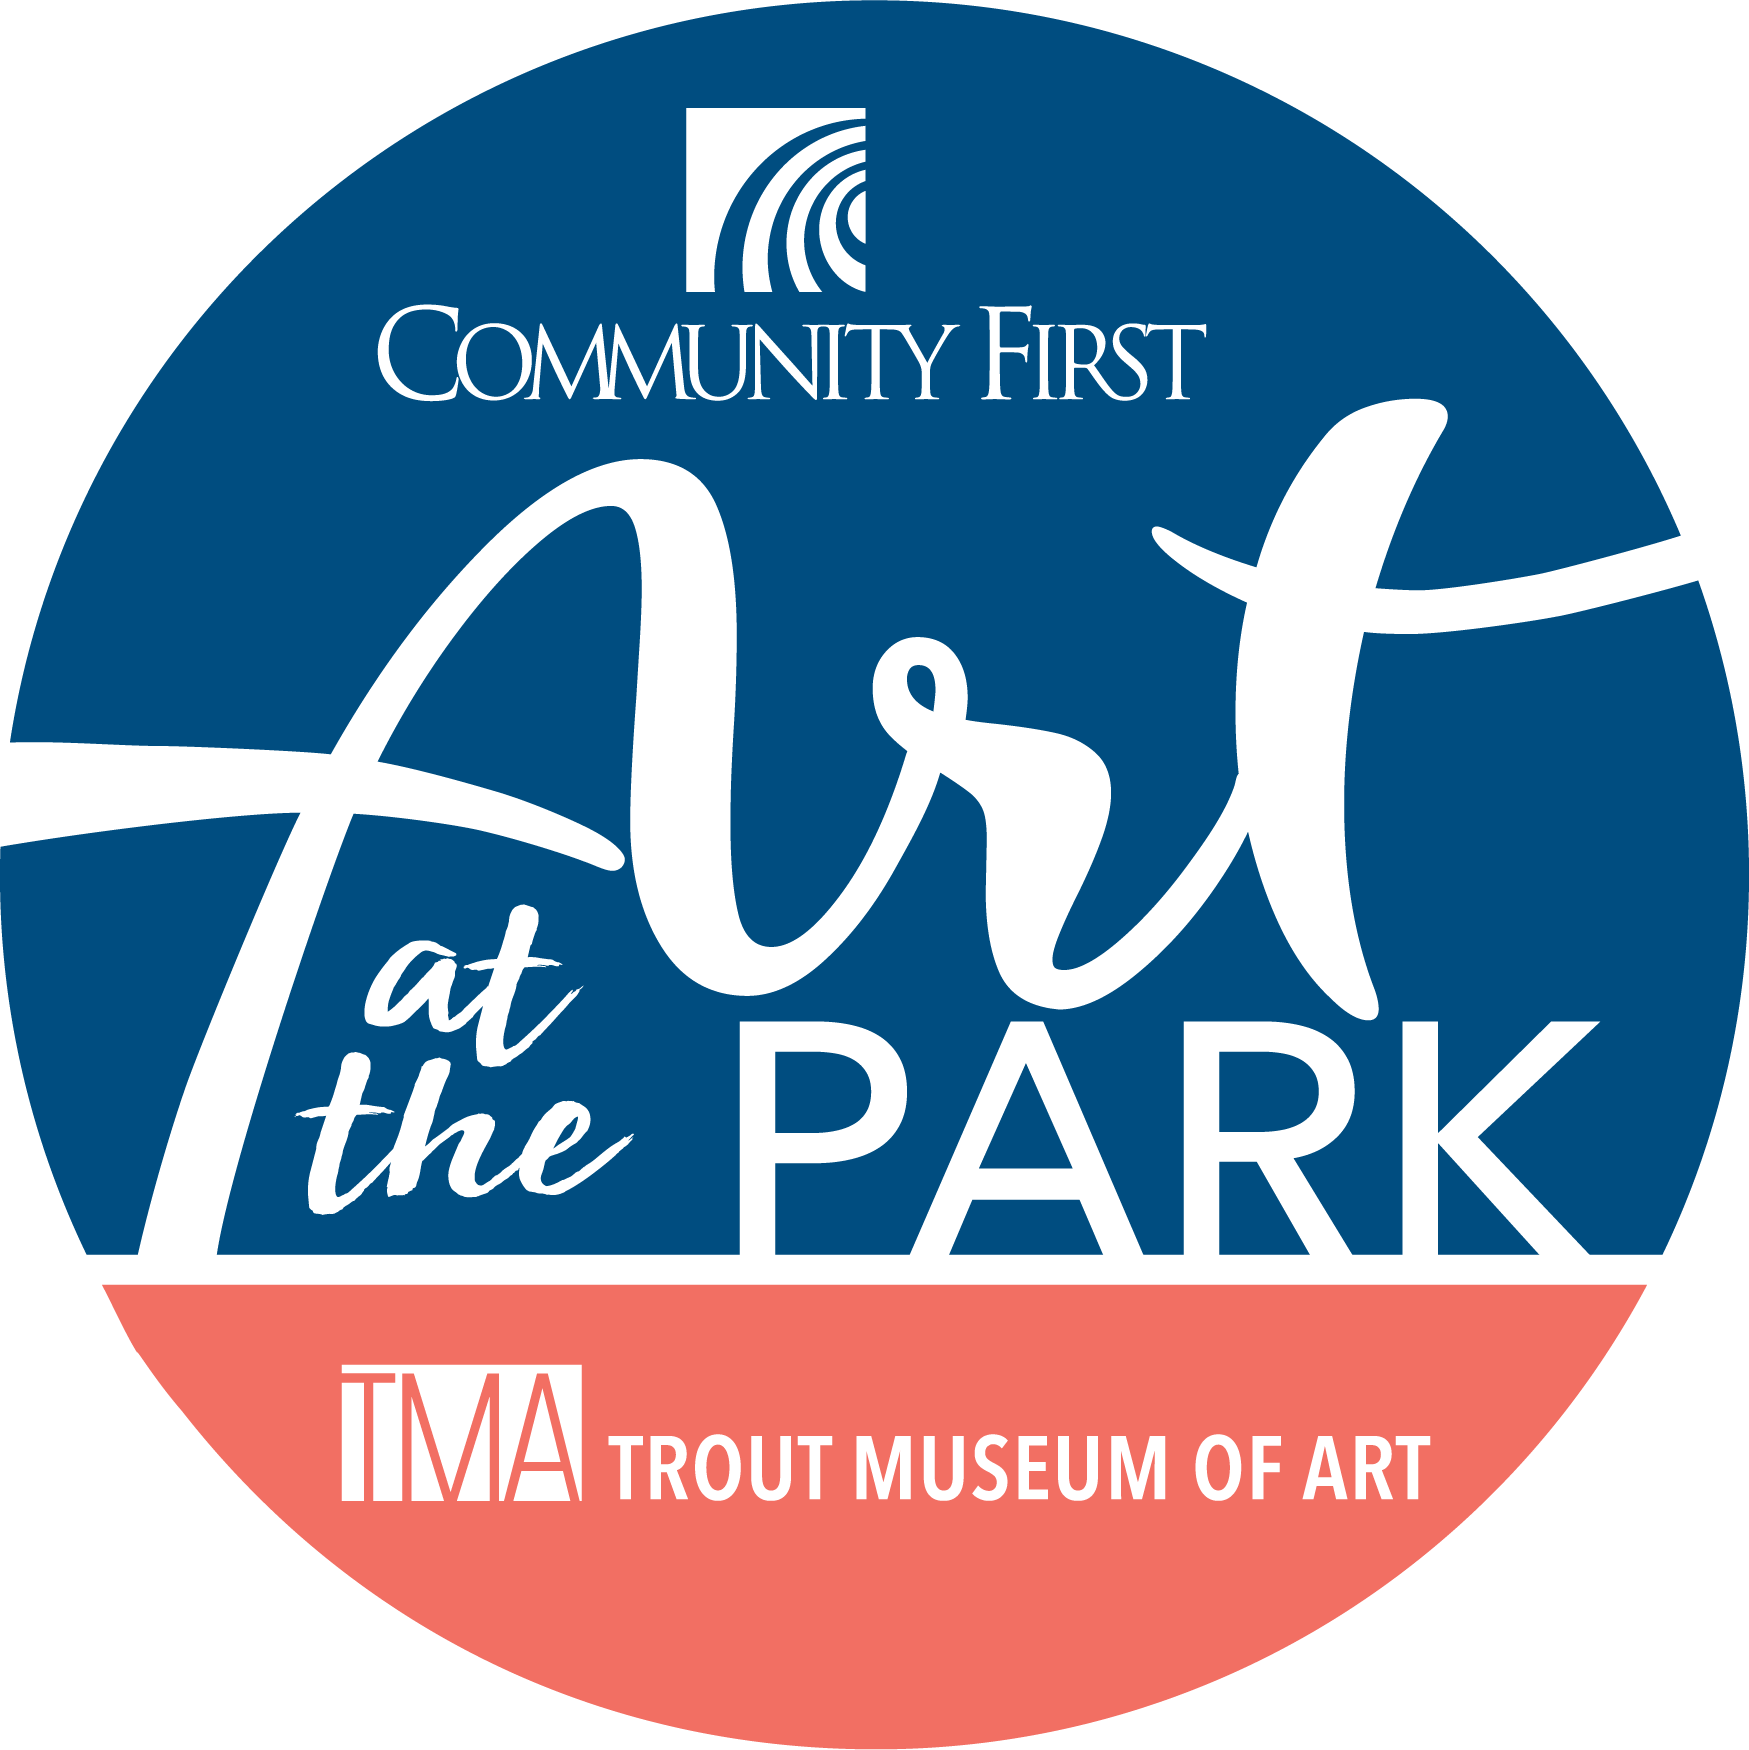 COMMUNITY FIRST
Art
at
the
PARK
TMA TROUT MUSEUM OF ART